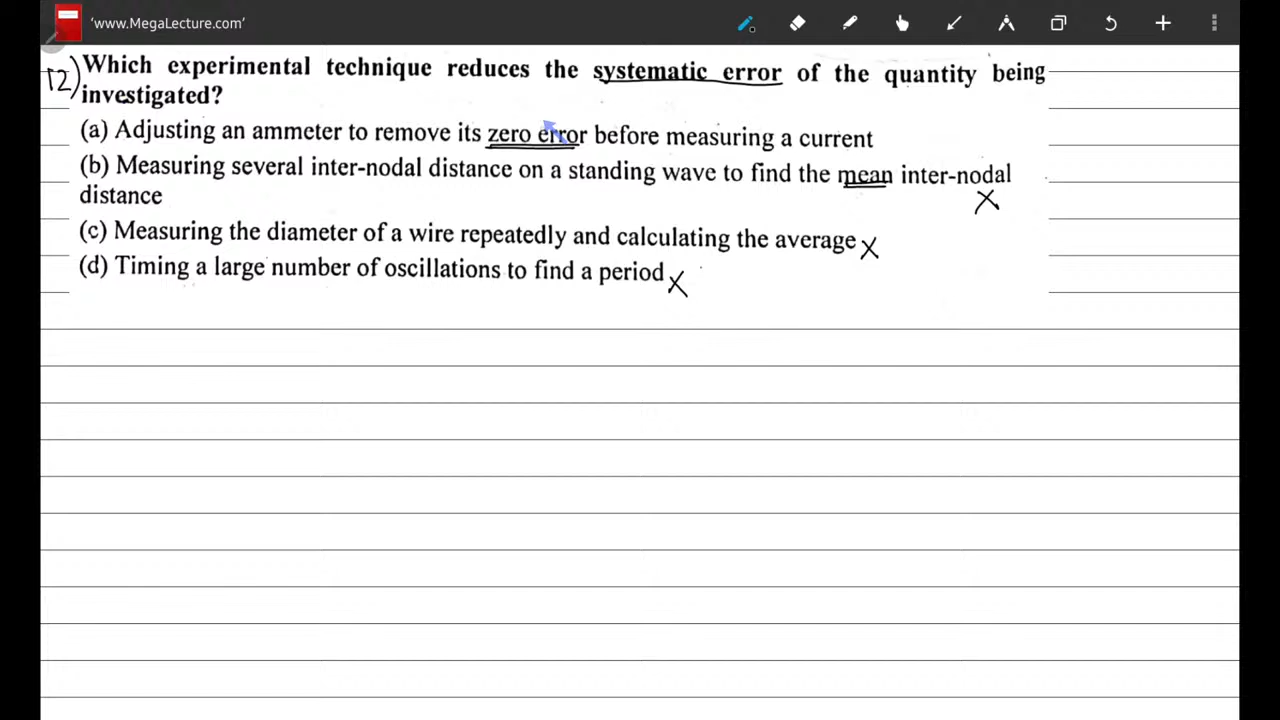 'www.MegaLecture.com'
12) Which experimental technique reduces the systematic error of the quantity being
investigated?
(a) Adjusting an ammeter to remove its zero error before measuring a current
(b) Measuring several inter-nodal distance on a standing wave to find the mean inter-nodal
distance X
(c) Measuring the diameter of a wire repeatedly and calculating the average X
(d) Timing a large number of oscillations to find a period X